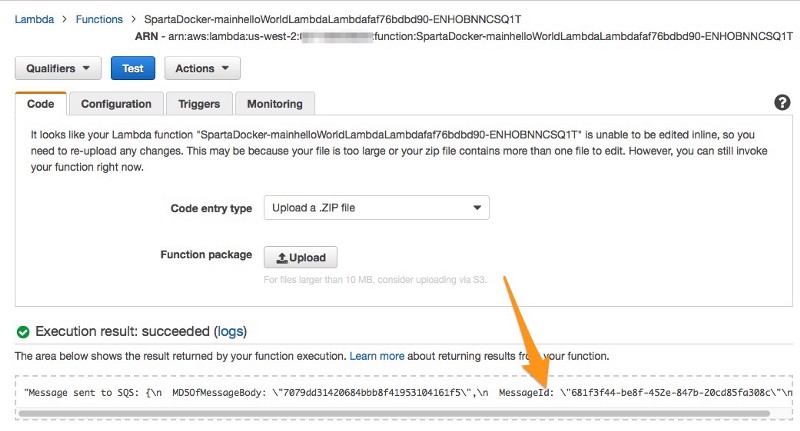 Lambda > Functions > SpartaDocker-mainhelloWorldLambdaLambdafaf76bdbd90-ENHOBNNCSQ1T
ARN - arn:aws:lambda:us-west-2: :function:SpartaDocker-mainhelloWorldLambdaLambdafaf76bdbd90-ENHOBNNCSQ1T
Qualifiers Test Actions
Code Configuration Triggers Monitoring ?
It looks like your Lambda function "SpartaDocker-mainhelloWorldLambdaLambdafaf76bdbd90-ENHOBNNCSQ1T" is unable to be edited inline, so you
need to re-upload any changes. This may be because your file is too large or your zip file contains more than one file to edit. However, you can still invoke
your function right now.
Code entry type Upload a .ZIP file
Function package Upload
For files larger than 10 MB, consider uploading via S3.
Execution result: succeeded (logs)
The area below shows the result returned by your function execution. Learn more about returning results from your function.
"Message sent to SQS: {\n MD5OfMessageBody: \"7079dd31420684bbb8f41953104161f5\",\n MessageId: \"681f3f44-be8f-452e-847b-20cd85fa308c\"\n